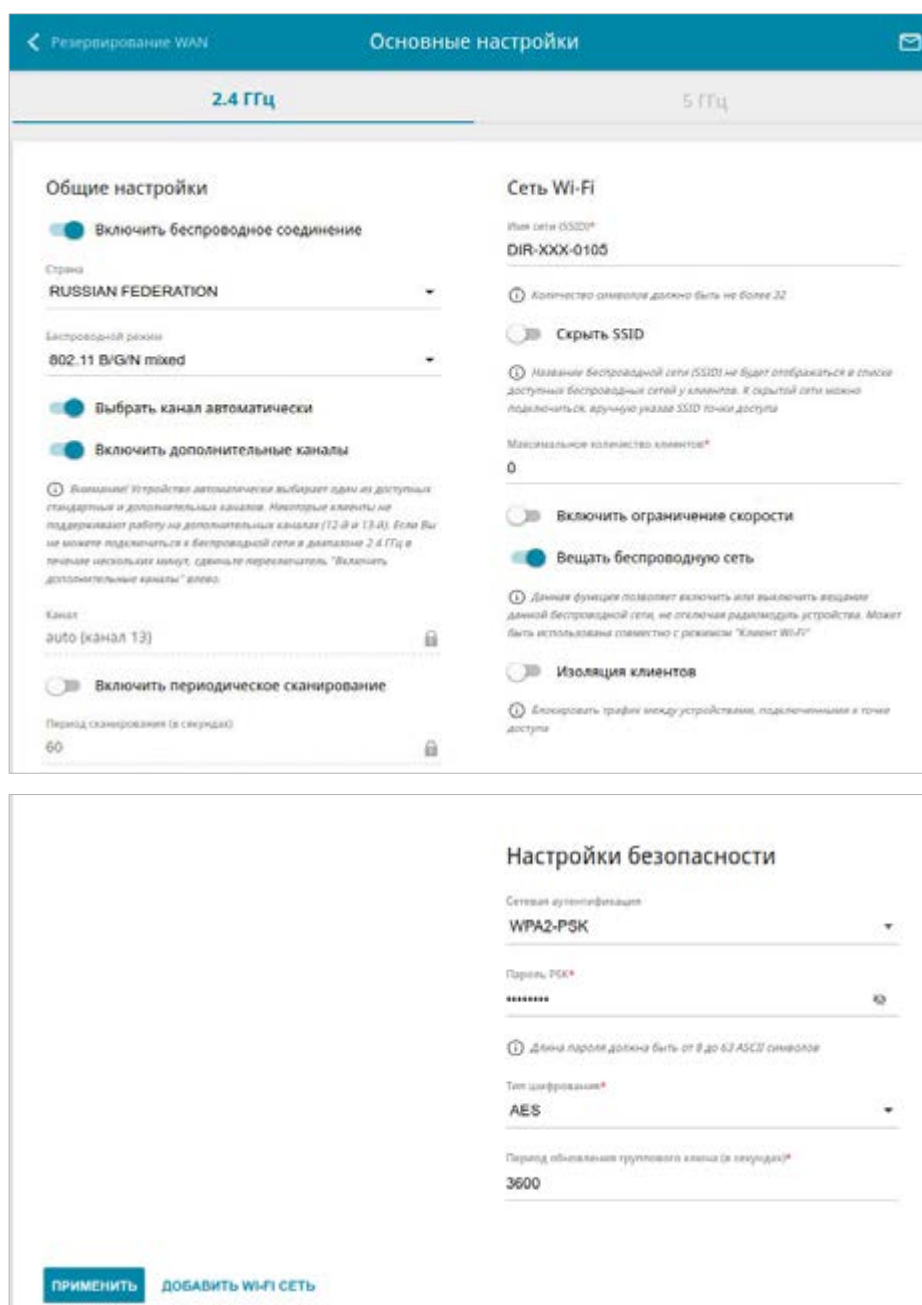 Резервирование WAN
Основные настройки
2.4 ГГц
5 ГГц
Общие настройки
Включить беспроводное соединение
Страна
RUSSIAN FEDERATION
Беспроводной режим
802.11 B/G/N mixed
Выбрать канал автоматически
Включить дополнительные каналы
Внимание! Устройство автоматически выбирает один из доступных
стандартных и дополнительных каналов. Некоторые клиенты не
поддерживают работу на дополнительных каналах (12-й и 13-й). Если Вы
не можете подключиться к беспроводной сети в диапазоне 2.4 ГГц в
течение нескольких минут, сдвиньте переключатель "Включить
дополнительные каналы" влево.
Канал
auto (канал 13)
Включить периодическое сканирование
Период сканирования (в секундах)
60
Сеть Wi-Fi
Имя сети (SSID)*
DIR-XXX-0105
Количество символов должно быть не более 32
Скрыть SSID
Название беспроводной сети (SSID) не будет отображаться в списке
доступных беспроводных сетей у клиентов. К скрытой сети можно
подключиться, вручную указав SSID точки доступа
Максимальное количество клиентов*
0
Включить ограничение скорости
Вещать беспроводную сеть
Данная функция позволяет включить или выключить вещание
данной беспроводной сети, не отключая радиомодуль устройства. Может
быть использована совместно с режимом "Клиент Wi-Fi"
Изоляция клиентов
Блокировать трафик между устройствами, подключенными к точке
доступа
Настройки безопасности
Сетевая аутентификация
WPA2-PSK
Пароль PSK*
••••••••
Длина пароля должна быть от 8 до 63 ASCII символов
Тип шифрования*
AES
Период обновления группового ключа (в секундах)*
3600
ПРИМЕНИТЬ
ДОБАВИТЬ WI-FI СЕТЬ